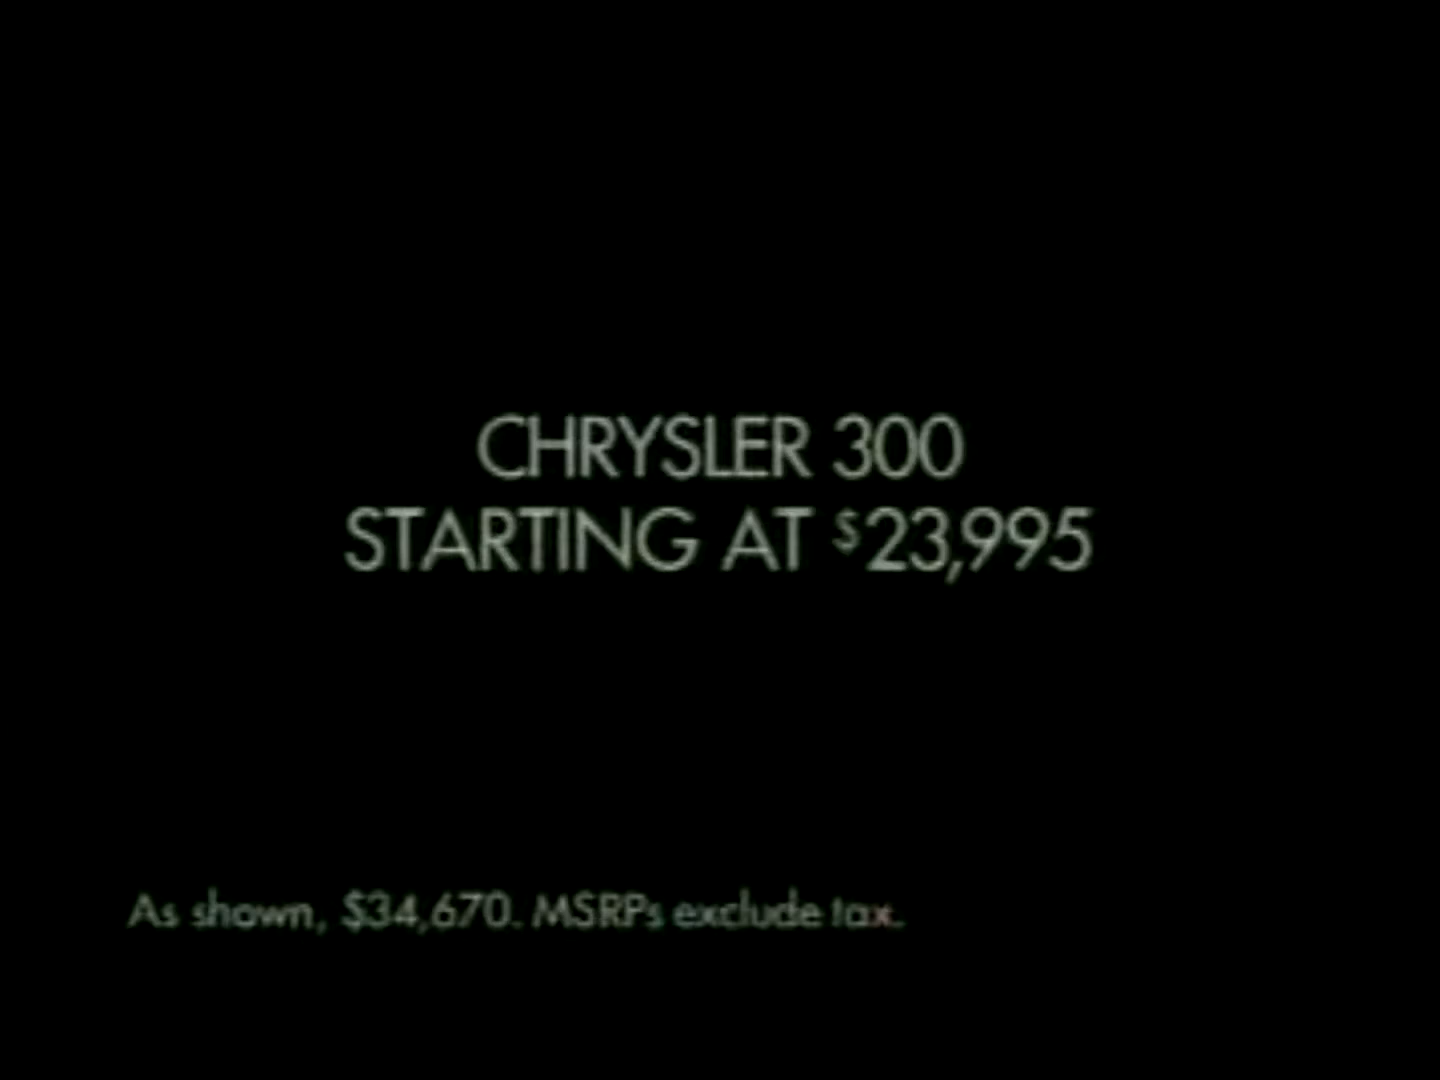 CHRYSLER 300
STARTING AT $23,995
As shown, $34,670. MSRPs exclude tax.